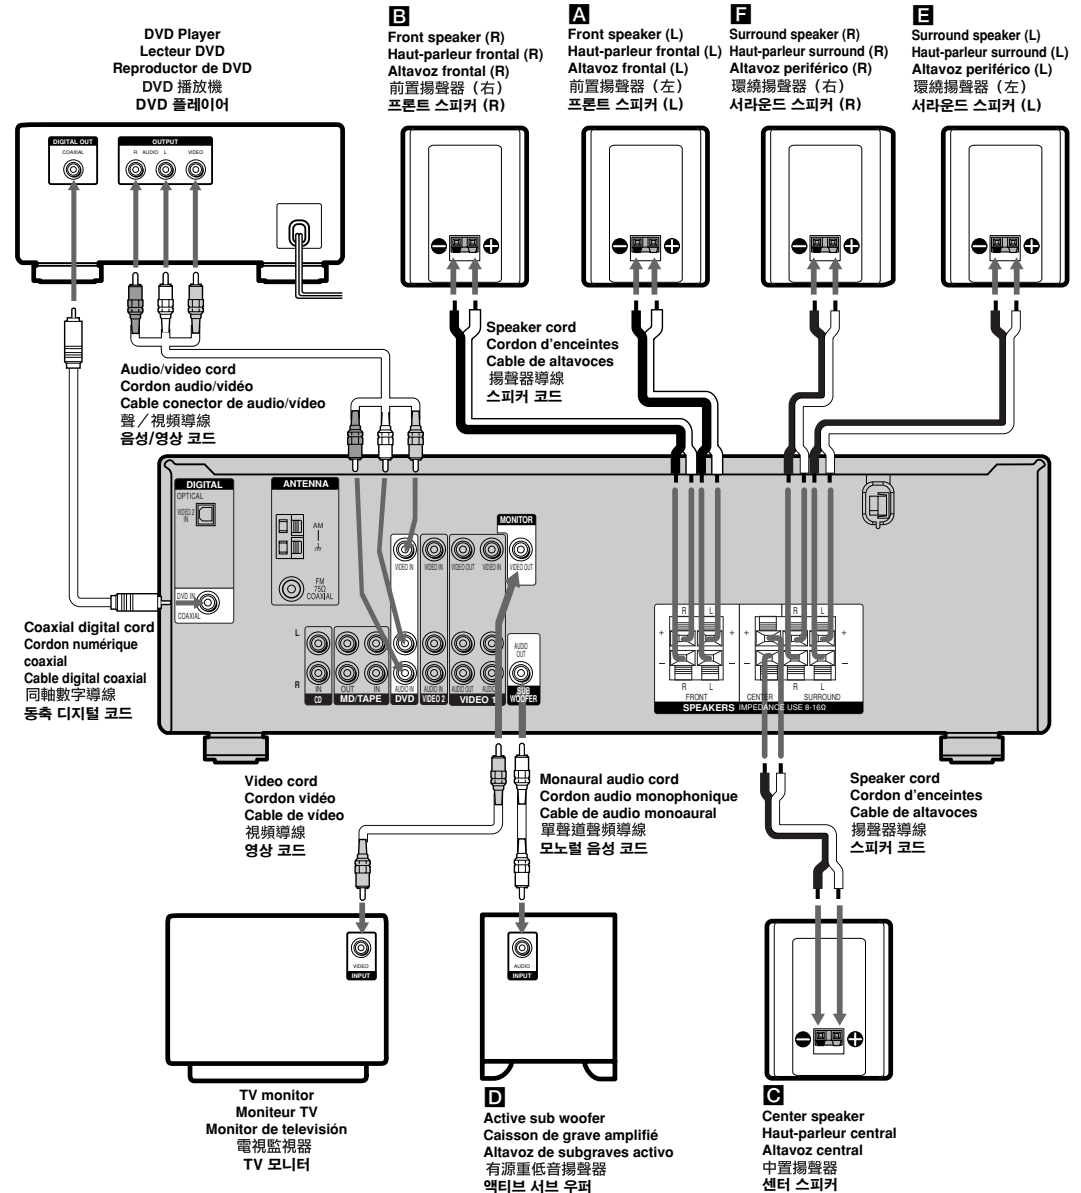 DVD Player
Lecteur DVD
Reproductor de DVD
DVD 播放機
DVD 플레이어
B
Front speaker (R)
Haut-parleur frontal (R)
Altavoz frontal (R)
前置揚聲器（右）
프론트 스피커 (R)
A
Front speaker (L)
Haut-parleur frontal (L)
Altavoz frontal (L)
前置揚聲器（左）
프론트 스피커 (L)
F
Surround speaker (R)
Haut-parleur surround (R)
Altavoz periférico (R)
環繞揚聲器（右）
서라운드 스피커 (R)
E
Surround speaker (L)
Haut-parleur surround (L)
Altavoz periférico (L)
環繞揚聲器（左）
서라운드 스피커 (L)
DIGITAL OUT
COAXIAL
OUTPUT
R AUDIO L
VIDEO
Speaker cord
Cordon d'enceintes
Cable de altavoces
揚聲器導線
스피커 코드
Audio/video cord
Cordon audio/vidéo
Cable conector de audio/vídeo
聲／視頻導線
음성/영상 코드
DIGITAL
OPTICAL
VIDEO 2
IN
DVD IN
COAXIAL
ANTENNA
AM
FM
75Ω
COAXIAL
MONITOR
VIDEO OUT
VIDEO IN
VIDEO IN
VIDEO OUT
VIDEO IN
L
R
IN
CD
OUT
IN
MD/TAPE
AUDIO IN
DVD
AUDIO IN
VIDEO 2
AUDIO OUT
AUDIO
VIDEO 1
AUDIO
OUT
SUB
WOOFER
R L
R L
+ + +
– – –
R L
FRONT
CENTER
R L
SURROUND
SPEAKERS IMPEDANCE USE 8-16Ω
Coaxial digital cord
Cordon numérique
coaxial
Cable digital coaxial
同軸數字導線
동축 디지털 코드
Video cord
Cordon vidéo
Cable de vídeo
視頻導線
영상 코드
Monaural audio cord
Cordon audio monophonique
Cable de audio monoaural
單聲道聲頻導線
모노럴 음성 코드
Speaker cord
Cordon d'enceintes
Cable de altavoces
揚聲器導線
스피커 코드
VIDEO
INPUT
AUDIO
INPUT
TV monitor
Moniteur TV
Monitor de televisión
電視監視器
TV 모니터
D
Active sub woofer
Caisson de grave amplifié
Altavoz de subgraves activo
有源重低音揚聲器
액티브 서브 우퍼
C
Center speaker
Haut-parleur central
Altavoz central
中置揚聲器
센터 스피커